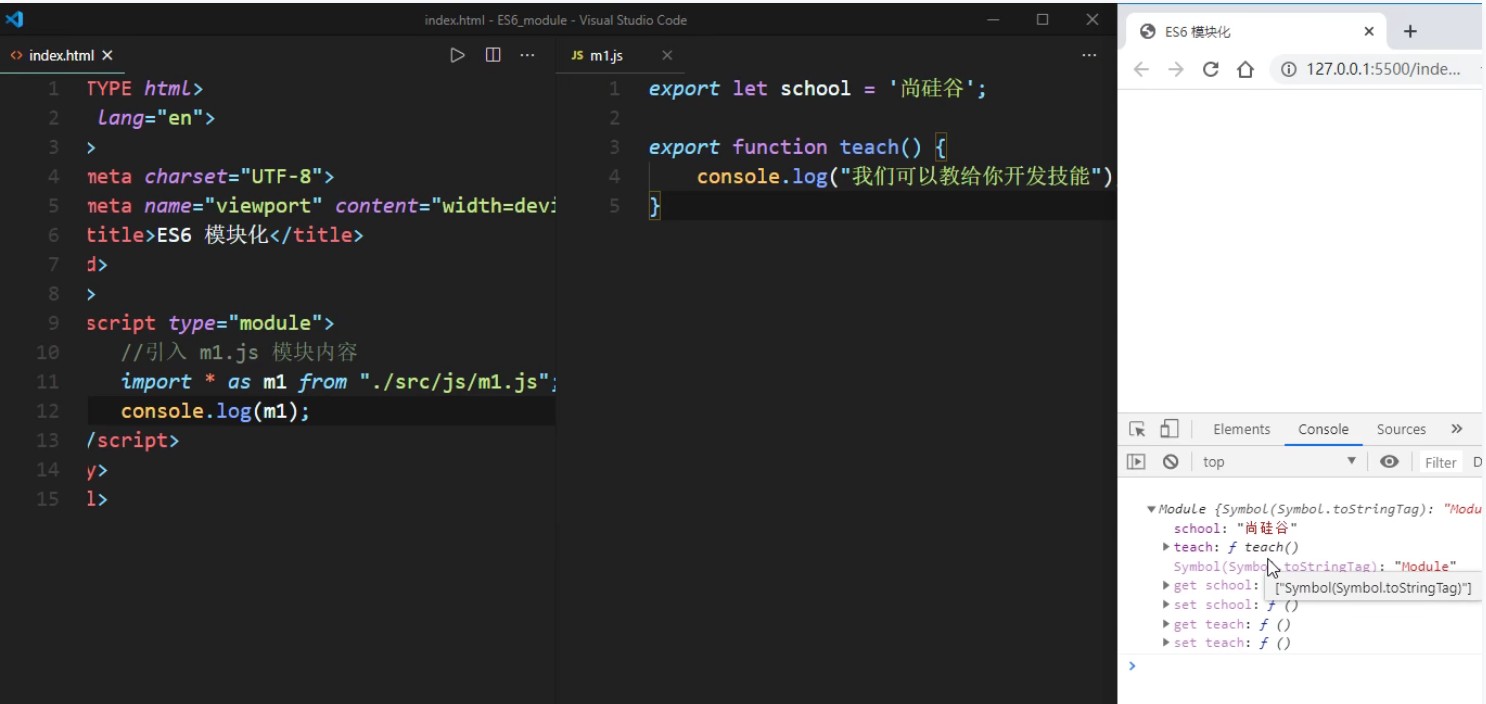 index.html - ES6_module - Visual Studio Code
index.html
1 TYPE html>
2 lang="en">
3 >
4 meta charset="UTF-8">
5 meta name="viewport" content="width=devi
6 title>ES6 模块化</title>
7 d>
8 >
9 script type="module">
10 //引入 m1.js 模块内容
11 import * as m1 from "./src/js/m1.js";
12 console.log(m1);
13 /script>
14 y>
15 l>
JS m1.js
1 export let school = '尚硅谷';
2
3 export function teach() {
4 console.log("我们可以教给你开发技能")
5 }
ES6 模块化
127.0.0.1:5500/inde...
Elements Console Sources »
top Filter D
Module {Symbol(Symbol.toStringTag): "Modu
school: "尚硅谷"
teach: ƒ teach()
Symbol(Symbol.toStringTag): "Module"
get school:
["Symbol(Symbol.toStringTag)"]
set school: ƒ ()
get teach: ƒ ()
set teach: ƒ ()